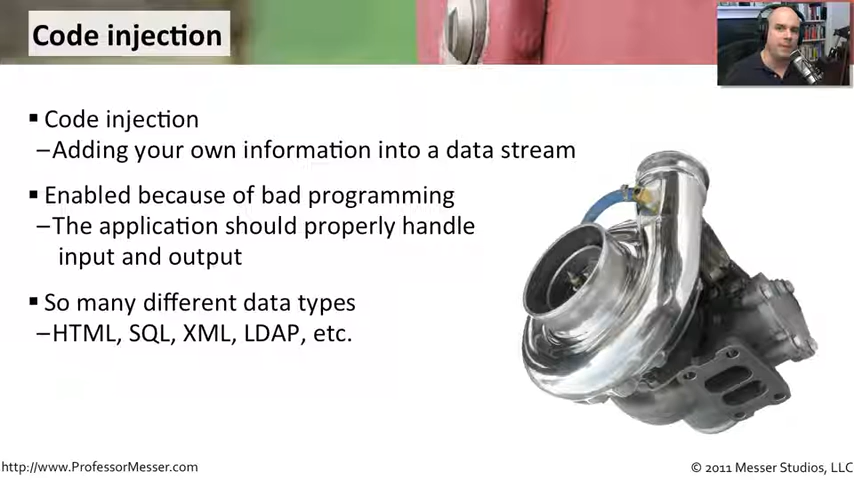 Code injection
▪ Code injection
–Adding your own information into a data stream
▪ Enabled because of bad programming
–The application should properly handle
input and output
▪ So many different data types
–HTML, SQL, XML, LDAP, etc.
http://www.ProfessorMesser.com
© 2011 Messer Studios, LLC